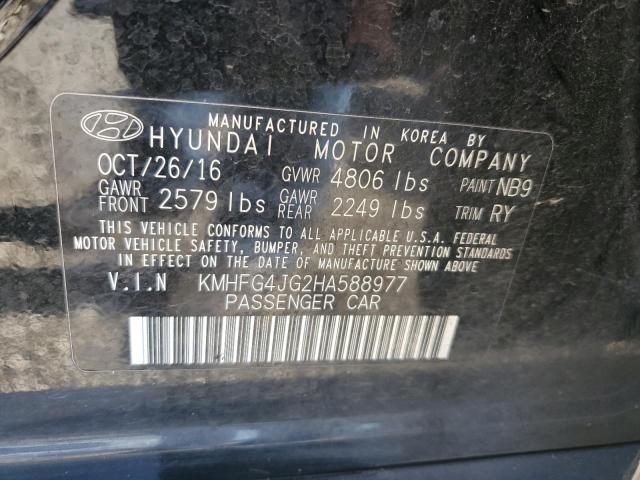 MANUFACTURED IN KOREA BY
HYUNDAI MOTOR COMPANY
OCT/26/16 GVWR 4806 lbs PAINT NB9
GAWR FRONT 2579 lbs GAWR REAR 2249 lbs TRIM RY
THIS VEHICLE CONFORMS TO ALL APPLICABLE U.S.A. FEDERAL
MOTOR VEHICLE SAFETY, BUMPER, AND THEFT PREVENTION STANDARDS
IN EFFECT ON THE DATE OF MANUFACTURE SHOWN ABOVE.
V.I.N KMHFG4JG2HA588977
PASSENGER CAR